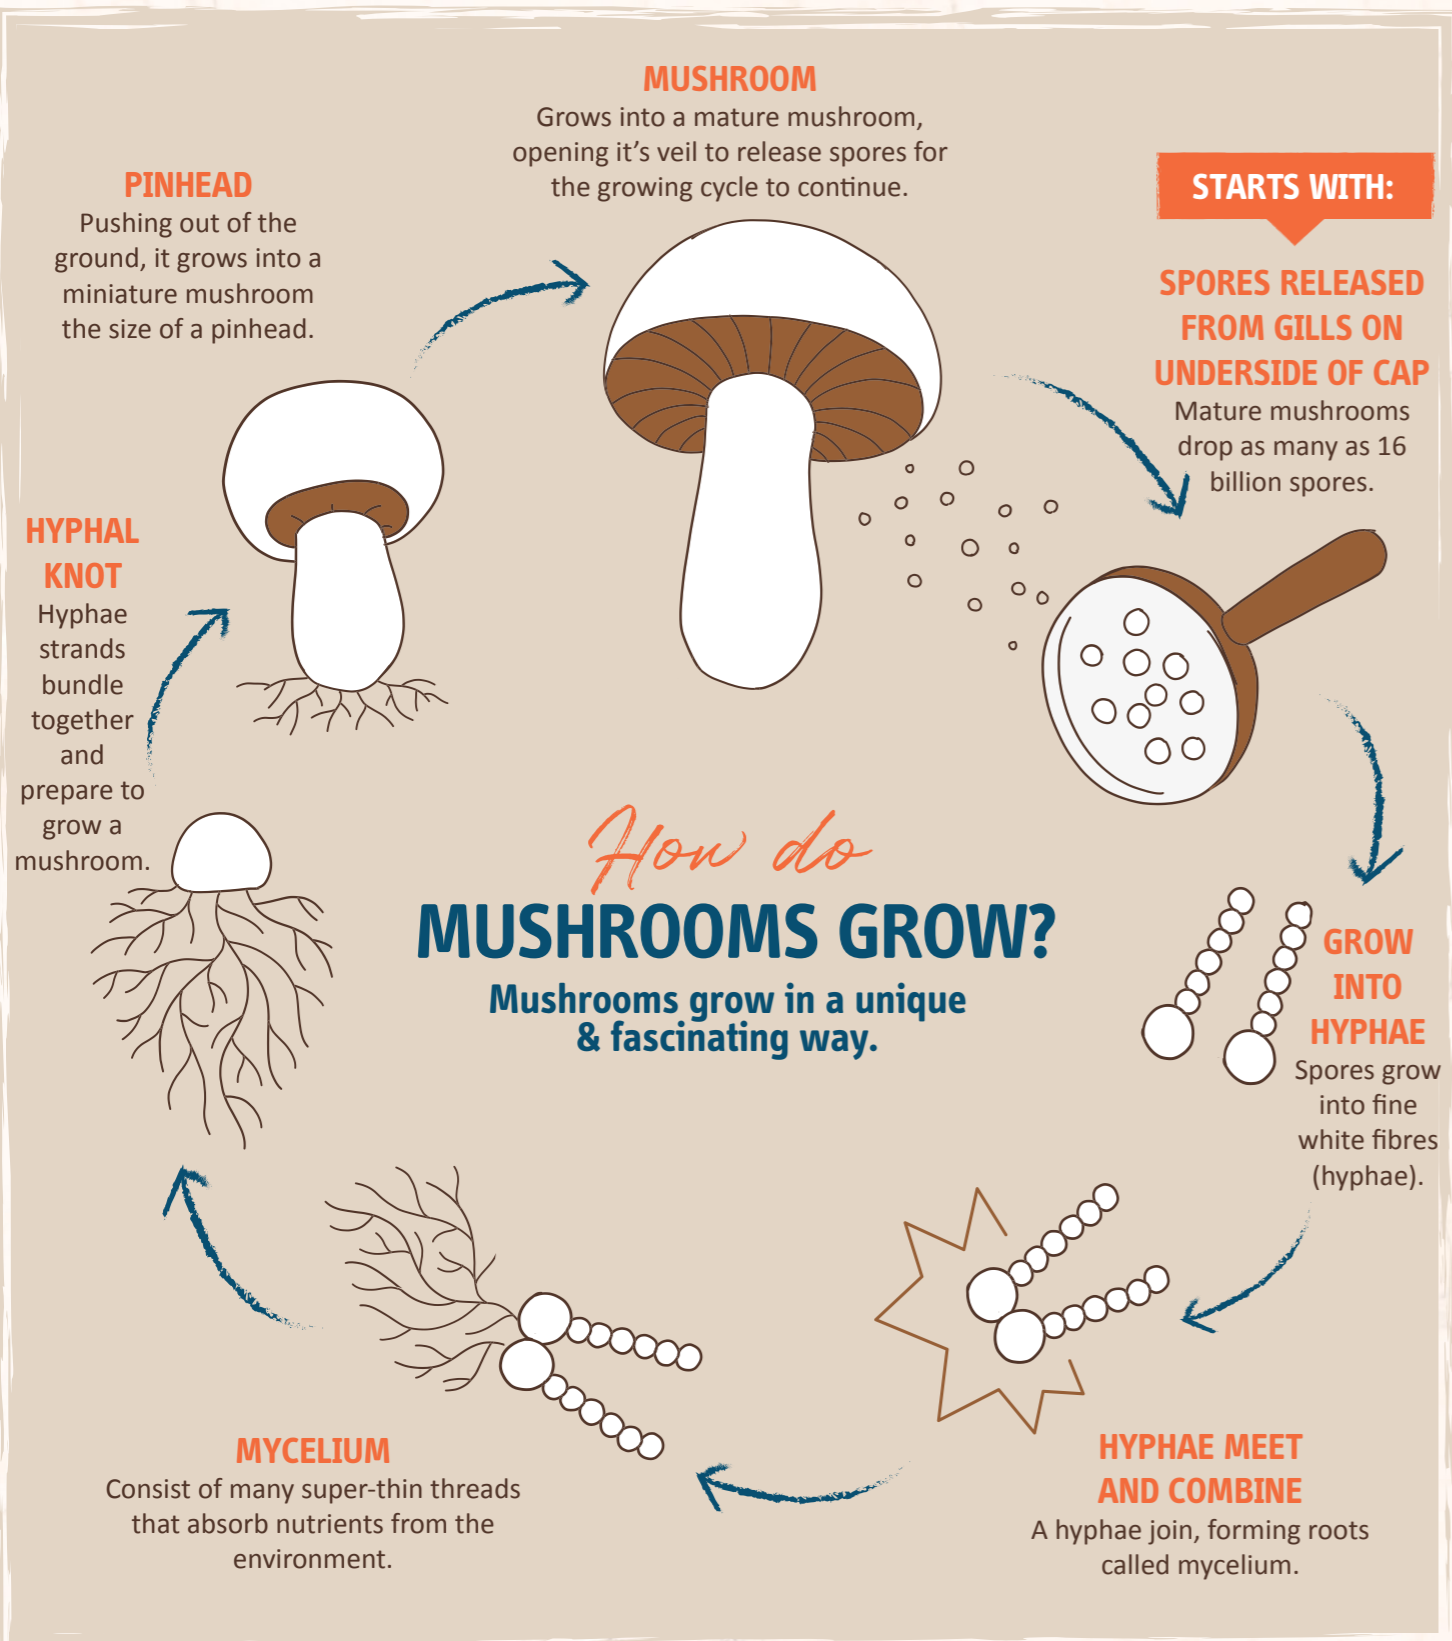 How do
MUSHROOMS GROW?
Mushrooms grow in a unique
& fascinating way.
STARTS WITH:
SPORES RELEASED
FROM GILLS ON
UNDERSIDE OF CAP
Mature mushrooms
drop as many as 16
billion spores.
GROW
INTO
HYPHAE
Spores grow
into fine
white fibres
(hyphae).
HYPHAE MEET
AND COMBINE
A hyphae join, forming roots
called mycelium.
MYCELIUM
Consist of many super-thin threads
that absorb nutrients from the
environment.
HYPHAL
KNOT
Hyphae
strands
bundle
together
and
prepare to
grow a
mushroom.
PINHEAD
Pushing out of the
ground, it grows into a
miniature mushroom
the size of a pinhead.
MUSHROOM
Grows into a mature mushroom,
opening it's veil to release spores for
the growing cycle to continue.